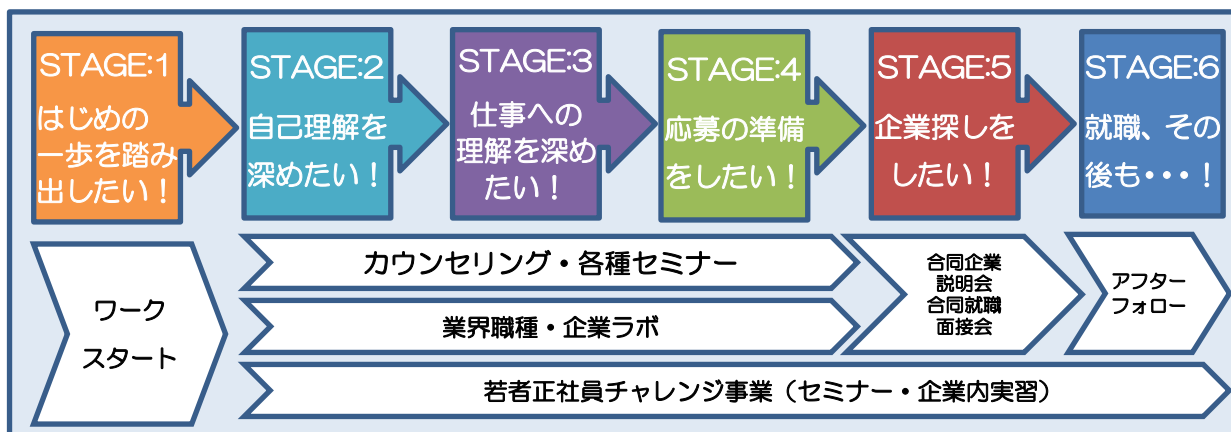 STAGE:1
はじめの
一歩を踏み
出したい！
STAGE:2
自己理解を
深めたい！
STAGE:3
仕事への
理解を深め
たい！
STAGE:4
応募の準備
をしたい！
STAGE:5
企業探しを
したい！
STAGE:6
就職、その
後も・・・！
ワーク
スタート
カウンセリング・各種セミナー
業界職種・企業ラボ
合同企業
説明会
合同就職
面接会
アフター
フォロー
若者正社員チャレンジ事業（セミナー・企業内実習）